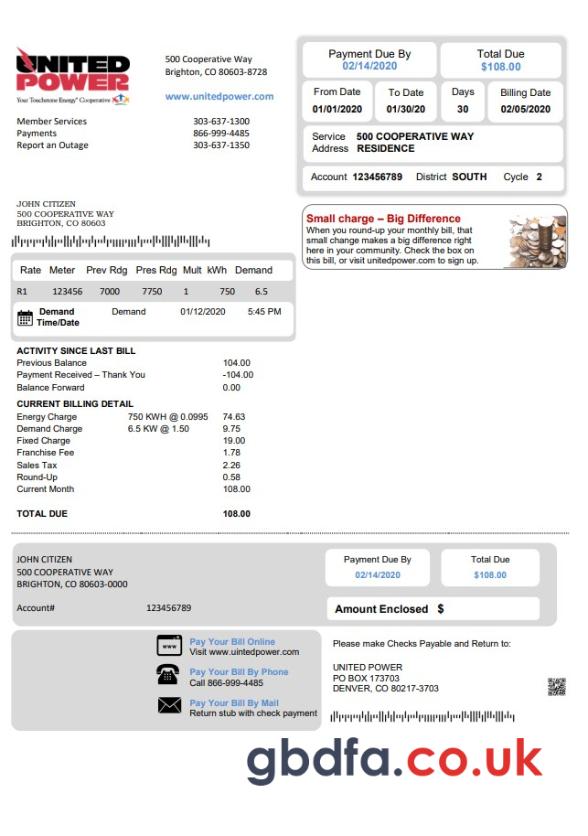 UNITED
POWER
Your Touchstone Energy® Cooperative
500 Cooperative Way
Brighton, CO 80603-8728
www.unitedpower.com
Member Services 303-637-1300
Payments 866-999-4485
Report an Outage 303-637-1350
Payment Due By
02/14/2020
Total Due
$108.00
From Date To Date Days Billing Date
01/01/2020 01/30/20 30 02/05/2020
Service 500 COOPERATIVE WAY
Address RESIDENCE
Account 123456789 District SOUTH Cycle 2
JOHN CITIZEN
500 COOPERATIVE WAY
BRIGHTON, CO 80603
Small charge – Big Difference
When you round-up your monthly bill, that
small change makes a big difference right
here in your community. Check the box on
this bill, or visit unitedpower.com to sign up.
Rate Meter Prev Rdg Pres Rdg Mult kWh Demand
R1 123456 7000 7750 1 750 6.5
Demand Demand 01/12/2020 5:45 PM
Time/Date
ACTIVITY SINCE LAST BILL
Previous Balance 104.00
Payment Received – Thank You -104.00
Balance Forward 0.00
CURRENT BILLING DETAIL
Energy Charge 750 KWH @ 0.0995 74.63
Demand Charge 6.5 KW @ 1.50 9.75
Fixed Charge 19.00
Franchise Fee 1.78
Sales Tax 2.26
Round-Up 0.58
Current Month 108.00
TOTAL DUE 108.00
JOHN CITIZEN
500 COOPERATIVE WAY
BRIGHTON, CO 80603-0000
Account# 123456789
Payment Due By
02/14/2020
Total Due
$108.00
Amount Enclosed $
www
Pay Your Bill Online
Visit www.uintedpower.com
Pay Your Bill By Phone
Call 866-999-4485
Pay Your Bill By Mail
Return stub with check payment
Please make Checks Payable and Return to:
UNITED POWER
PO BOX 173703
DENVER, CO 80217-3703
gbdfa.co.uk